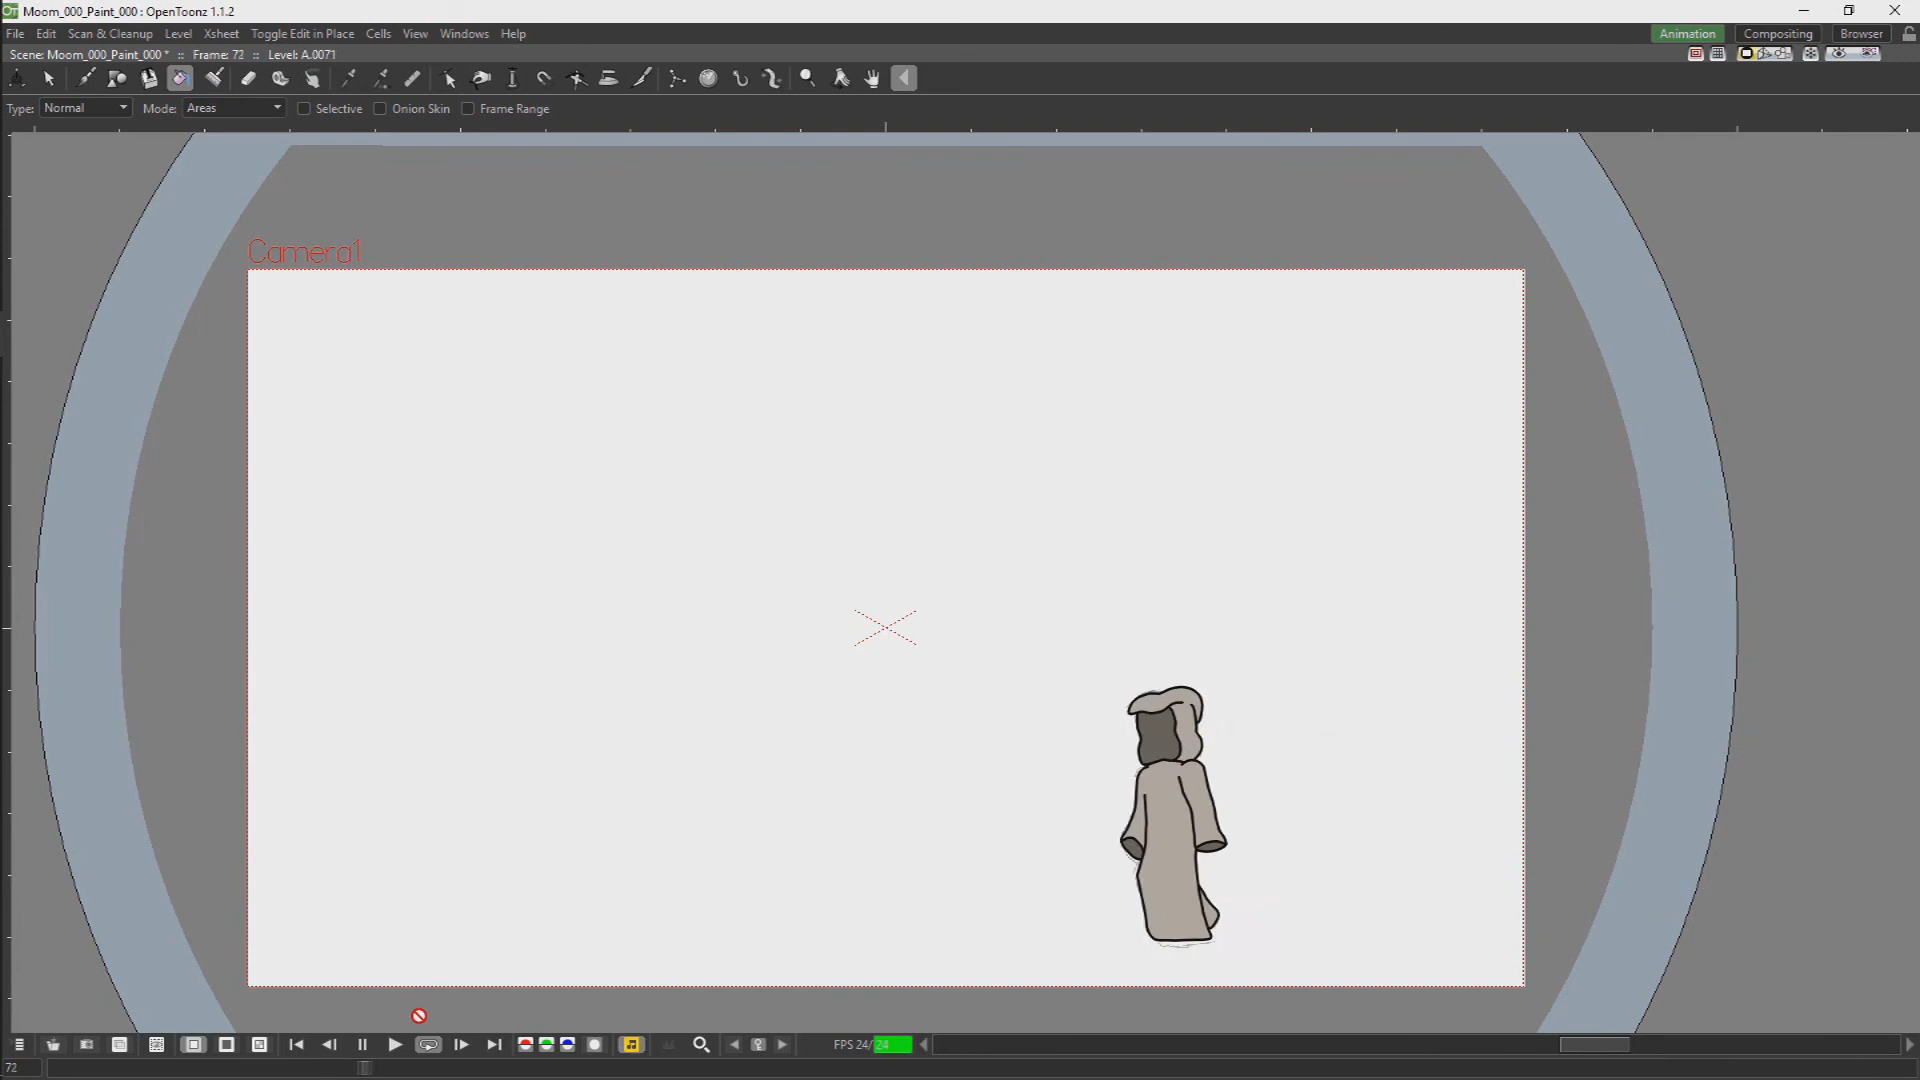 Moom_000_Paint_000 : OpenToonz 1.1.2
File Edit Scan & Cleanup Level Xsheet Toggle Edit in Place Cells View Windows Help Animation Compositing Browser
Scene: Moom_000_Paint_000 * :: Frame: 72 :: Level: A.0071
Type: Normal Mode: Areas Selective Onion Skin Frame Range
Camera1
FPS 24/ 24
72